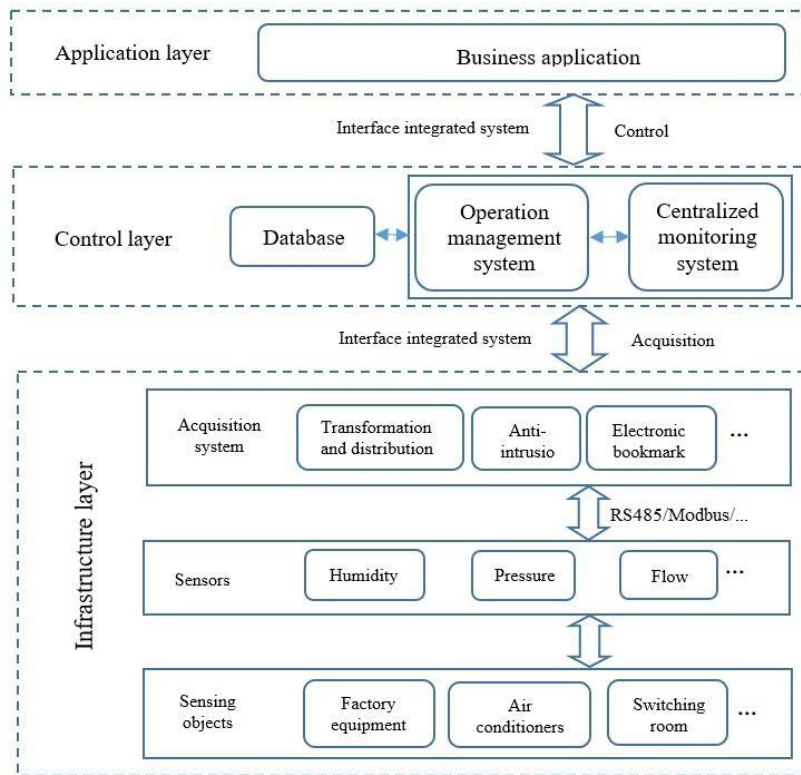 Application layer
Business application
Interface integrated system
Control
Control layer
Database
Operation
management
system
Centralized
monitoring
system
Interface integrated system
Acquisition
Infrastructure layer
Acquisition
system
Transformation
and distribution
Anti-
intrusio
Electronic
bookmark
...
RS485/Modbus/...
Sensors
Humidity
Pressure
Flow
...
Sensing
objects
Factory
equipment
Air
conditioners
Switching
room
...